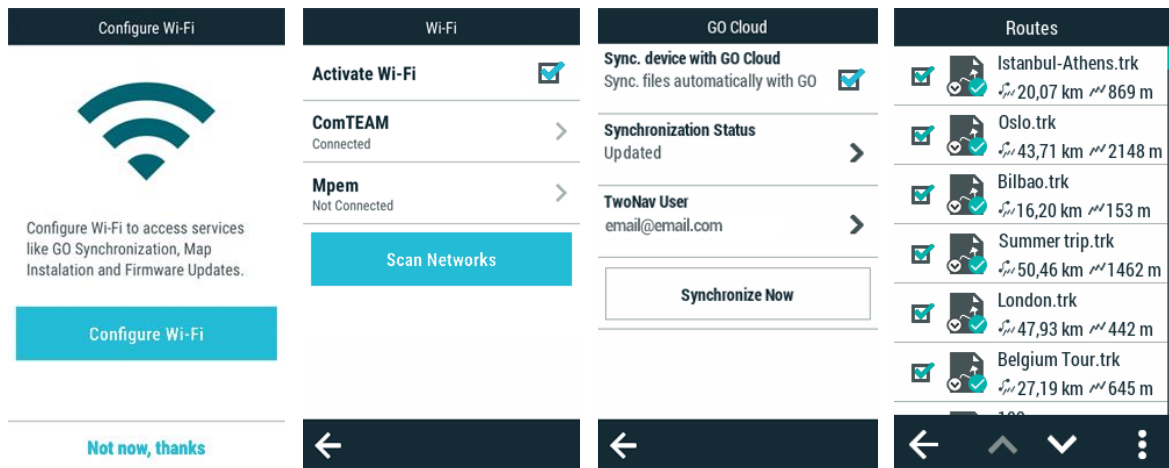 Configure Wi-Fi
Configure Wi-Fi to access services
like GO Synchronization, Map
Instalation and Firmware Updates.
Configure Wi-Fi
Not now, thanks
Wi-Fi
Activate Wi-Fi
ComTEAM
Connected
Mpem
Not Connected
Scan Networks
GO Cloud
Sync. device with GO Cloud
Sync. files automatically with GO
Synchronization Status
Updated
TwoNav User
email@email.com
Synchronize Now
Routes
Istanbul-Athens.trk
20,07 km 869 m
Oslo.trk
43,71 km 2148 m
Bilbao.trk
16,20 km 153 m
Summer trip.trk
50,46 km 1462 m
London.trk
47,93 km 442 m
Belgium Tour.trk
27,19 km 645 m